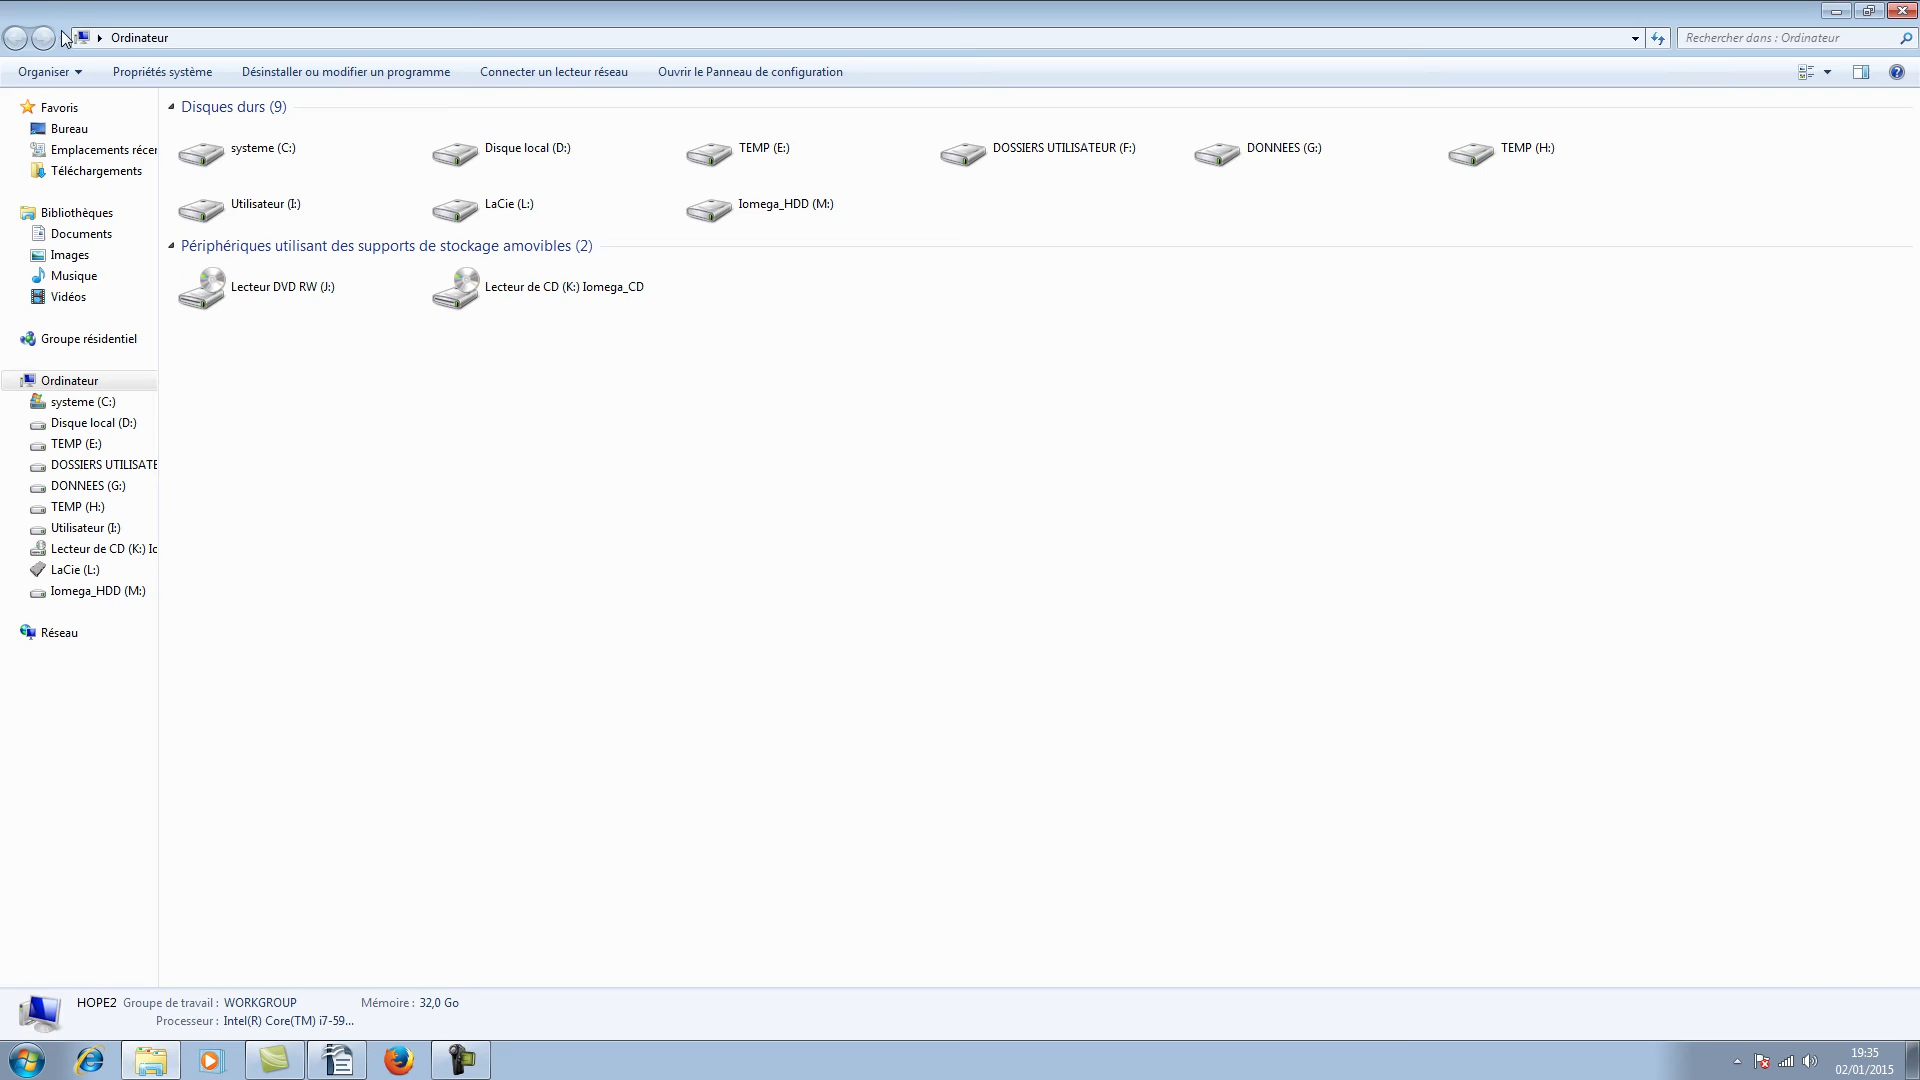 Ordinateur
Rechercher dans : Ordinateur
Organiser
Propriétés système
Désinstaller ou modifier un programme
Connecter un lecteur réseau
Ouvrir le Panneau de configuration
Favoris
Bureau
Emplacements récer
Téléchargements
Bibliothèques
Documents
Images
Musique
Vidéos
Groupe résidentiel
Ordinateur
systeme (C:)
Disque local (D:)
TEMP (E:)
DOSSIERS UTILISATE
DONNEES (G:)
TEMP (H:)
Utilisateur (I:)
Lecteur de CD (K:) Io
LaCie (L:)
Iomega_HDD (M:)
Réseau
Disques durs (9)
systeme (C:)
Disque local (D:)
TEMP (E:)
DOSSIERS UTILISATEUR (F:)
DONNEES (G:)
TEMP (H:)
Utilisateur (I:)
LaCie (L:)
Iomega_HDD (M:)
Périphériques utilisant des supports de stockage amovibles (2)
Lecteur DVD RW (J:)
Lecteur de CD (K:) Iomega_CD
HOPE2 Groupe de travail : WORKGROUP Mémoire : 32,0 Go
Processeur : Intel(R) Core(TM) i7-59...
19:35
02/01/2015